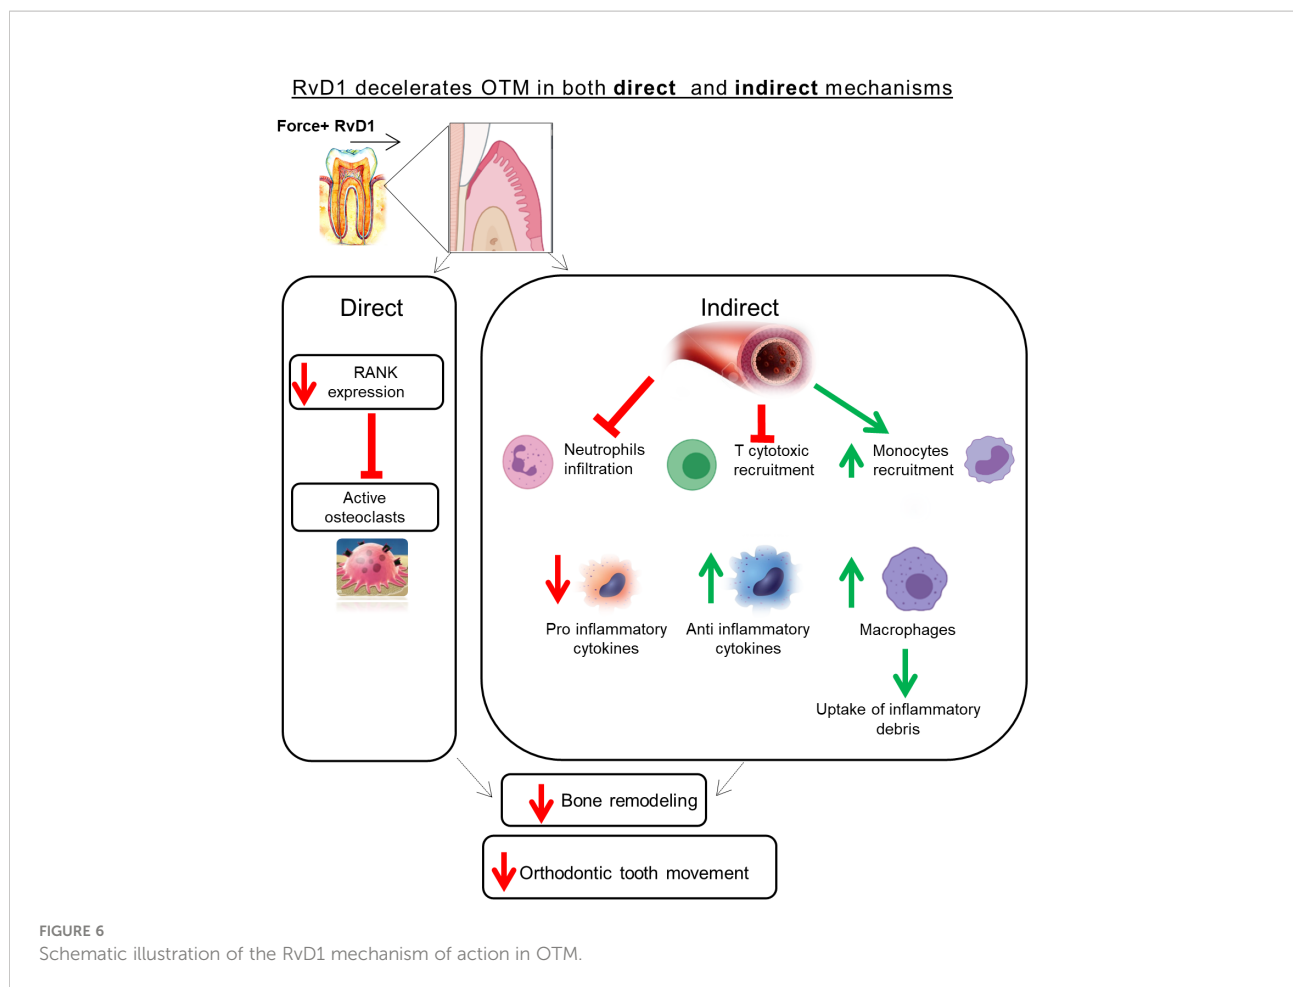 RvD1 decelerates OTM in both direct and indirect mechanisms
Force+ RvD1
Direct
RANK
expression
Active
osteoclasts
Indirect
Neutrophils
infiltration
T cytotoxic
recruitment
Monocytes
recruitment
Pro inflammatory
cytokines
Anti inflammatory
cytokines
Macrophages
Uptake of inflammatory
debris
Bone remodeling
Orthodontic tooth movement
FIGURE 6
Schematic illustration of the RvD1 mechanism of action in OTM.